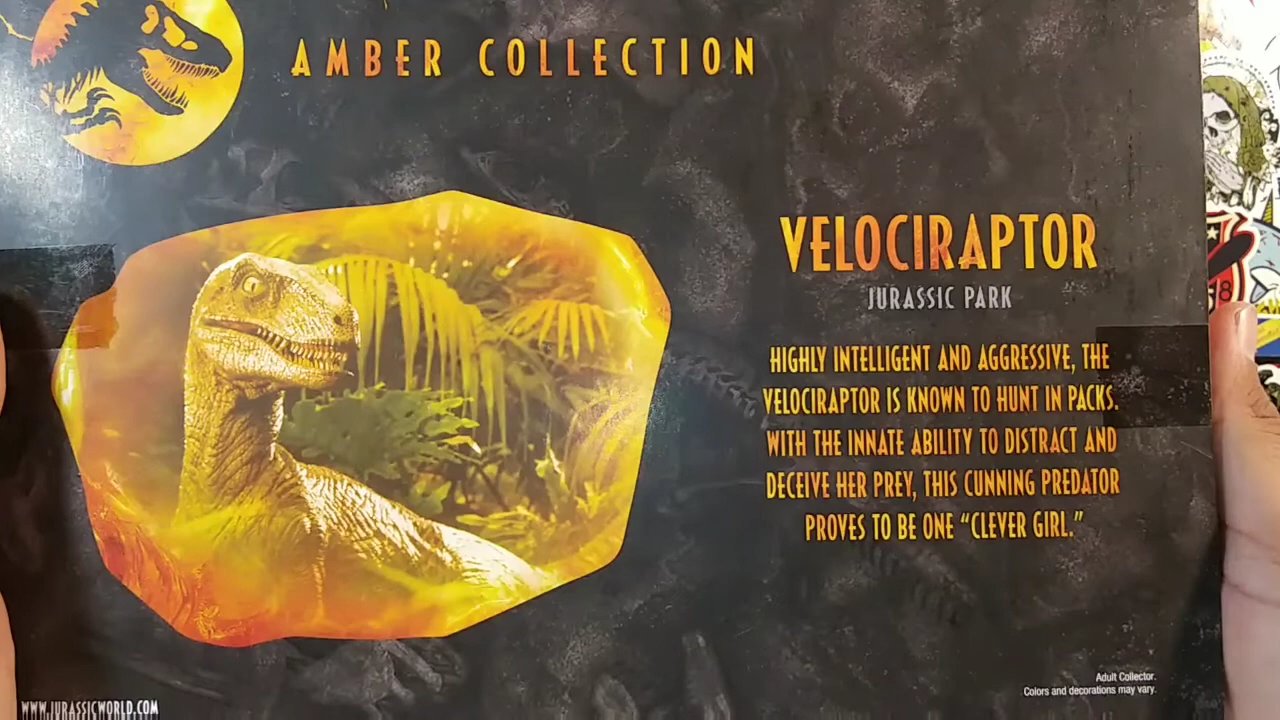 AMBER COLLECTION
VELOCIRAPTOR
JURASSIC PARK
HIGHLY INTELLIGENT AND AGGRESSIVE, THE
VELOCIRAPTOR IS KNOWN TO HUNT IN PACKS.
WITH THE INNATE ABILITY TO DISTRACT AND
DECEIVE HER PREY, THIS CUNNING PREDATOR
PROVES TO BE ONE “CLEVER GIRL.”
Adult Collector.
Colors and decorations may vary.
WWW.JURASSICWORLD.COM